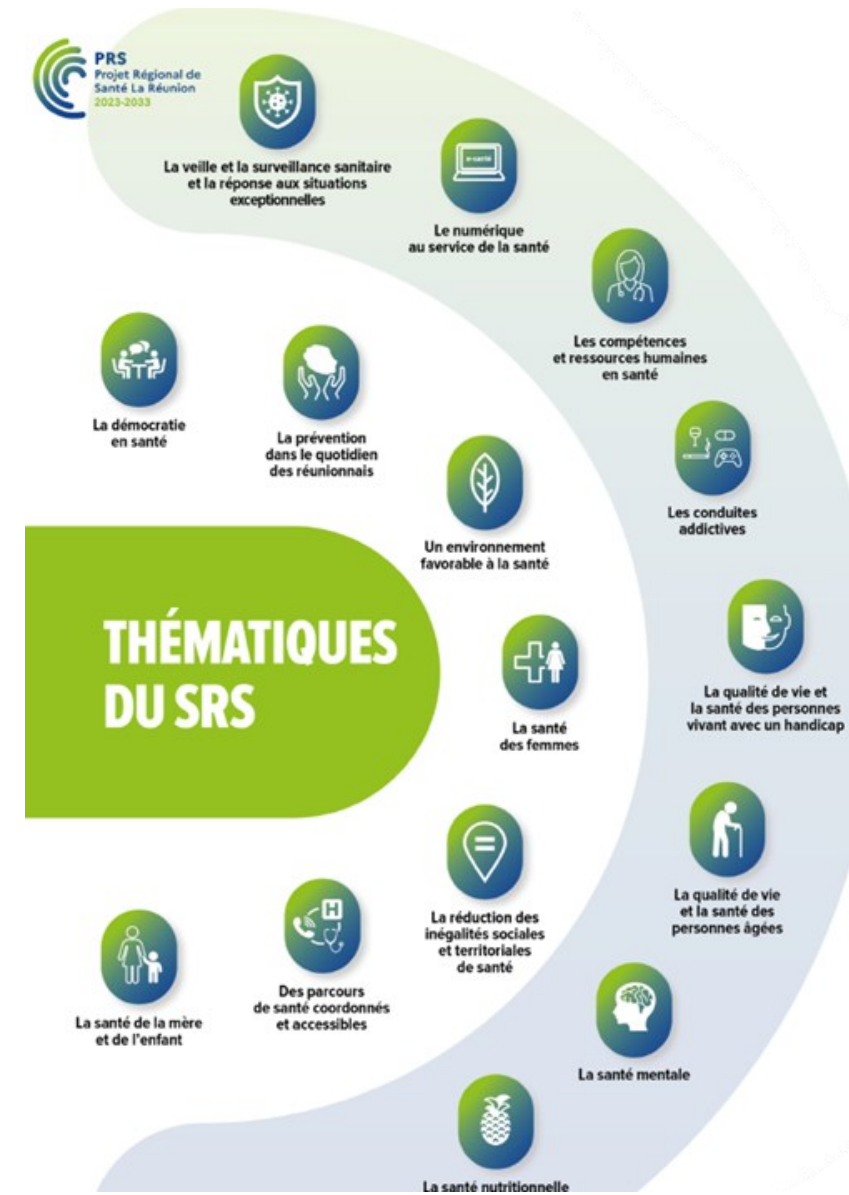 PRS
Projet Régional de
Santé La Réunion
2023-2033
La veille et la surveillance sanitaire
et la réponse aux situations
exceptionnelles
e-santé
Le numérique
au service de la santé
Les compétences
et ressources humaines
en santé
La démocratie
en santé
La prévention
dans le quotidien
des réunionnais
Les conduites
addictives
Un environnement
favorable à la santé
THÉMATIQUES
DU SRS
La santé
des femmes
La qualité de vie et
la santé des personnes
vivant avec un handicap
La qualité de vie
et la santé des
personnes âgées
La réduction des
inégalités sociales
et territoriales
de santé
H
Des parcours
de santé coordonnés
et accessibles
La santé de la mère
et de l'enfant
La santé mentale
La santé nutritionnelle